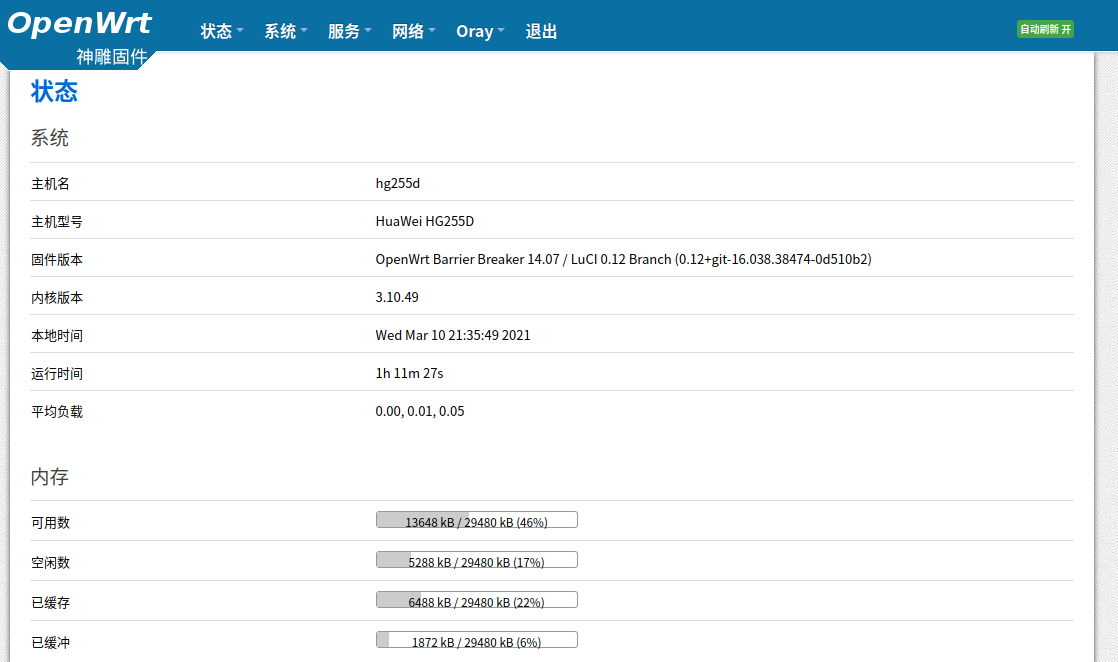 OpenWrt
神雕固件
状态 系统 服务 网络 Oray 退出
自动刷新 开
状态
系统
主机名 hg255d
主机型号 HuaWei HG255D
固件版本 OpenWrt Barrier Breaker 14.07 / LuCI 0.12 Branch (0.12+git-16.038.38474-0d510b2)
内核版本 3.10.49
本地时间 Wed Mar 10 21:35:49 2021
运行时间 1h 11m 27s
平均负载 0.00, 0.01, 0.05
内存
可用数 13648 kB / 29480 kB (46%)
空闲数 5288 kB / 29480 kB (17%)
已缓存 6488 kB / 29480 kB (22%)
已缓冲 1872 kB / 29480 kB (6%)